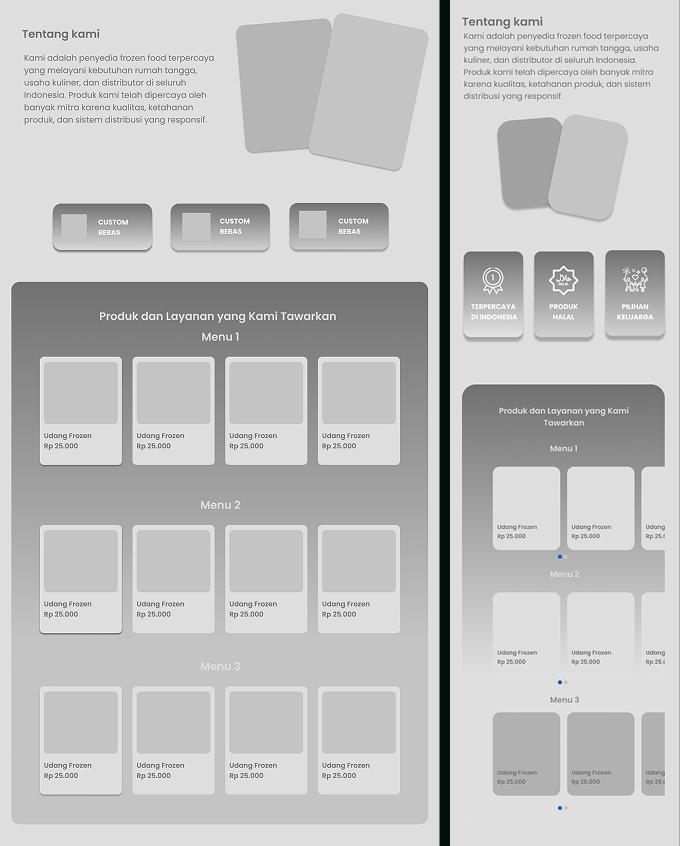 Tentang kami
Kami adalah penyedia frozen food terpercaya
yang melayani kebutuhan rumah tangga,
usaha kuliner, dan distributor di seluruh
Indonesia. Produk kami telah dipercaya oleh
banyak mitra karena kualitas, ketahanan
produk, dan sistem distribusi yang responsif.
CUSTOM
BEBAS
CUSTOM
BEBAS
CUSTOM
BEBAS
Produk dan Layanan yang Kami Tawarkan
Menu 1
Udang Frozen
Rp 25.000
Udang Frozen
Rp 25.000
Udang Frozen
Rp 25.000
Udang Frozen
Rp 25.000
Menu 2
Udang Frozen
Rp 25.000
Udang Frozen
Rp 25.000
Udang Frozen
Rp 25.000
Udang Frozen
Rp 25.000
Menu 3
Udang Frozen
Rp 25.000
Udang Frozen
Rp 25.000
Udang Frozen
Rp 25.000
Udang Frozen
Rp 25.000
Tentang kami
Kami adalah penyedia frozen food terpercaya
yang melayani kebutuhan rumah tangga, usaha
kuliner, dan distributor di seluruh Indonesia.
Produk kami telah dipercaya oleh banyak mitra
karena kualitas, ketahanan produk, dan sistem
distribusi yang responsif.
1
TERPERCAYA
DI INDONESIA
HALAL
PRODUK
HALAL
PILIHAN
KELUARGA
Produk dan Layanan yang Kami
Tawarkan
Menu 1
Udang Frozen
Rp 25.000
Udang Frozen
Rp 25.000
Udang
Rp 25.0
Menu 2
Udang Frozen
Rp 25.000
Udang Frozen
Rp 25.000
Udang
Rp 25.0
Menu 3
Udang Frozen
Rp 25.000
Udang Frozen
Rp 25.000
Udang
Rp 25.0